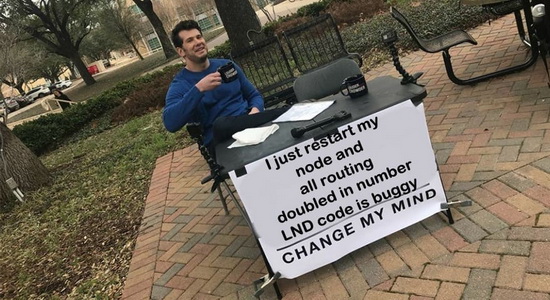 I just restart my
node and
all routing
doubled in number
LND code is buggy
CHANGE MY MIND